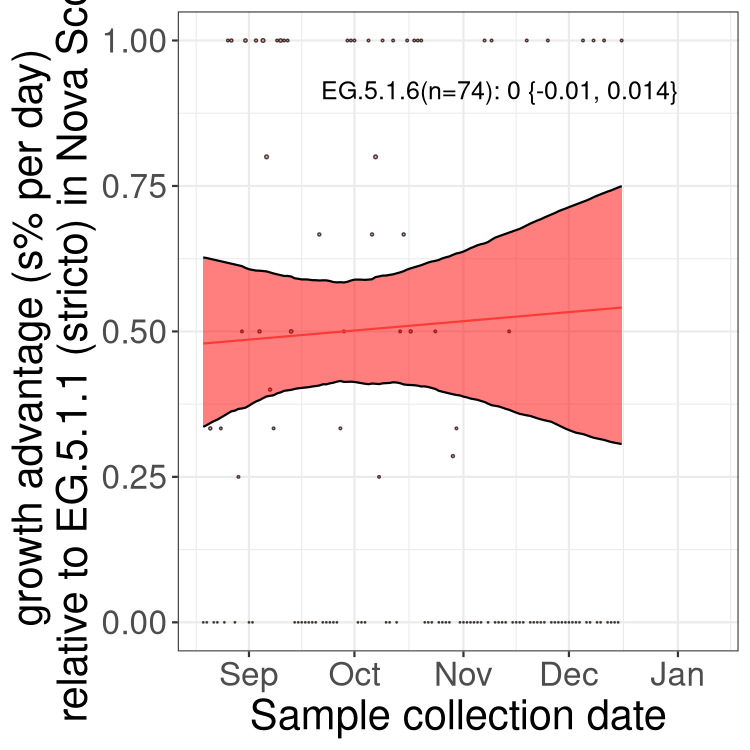 growth advantage (s% per day)
relative to EG.5.1.1 (stricto) in Nova Sco
1.00
0.75
0.50
0.25
0.00
EG.5.1.6(n=74): 0 {-0.01, 0.014}
Sep Oct Nov Dec Jan
Sample collection date